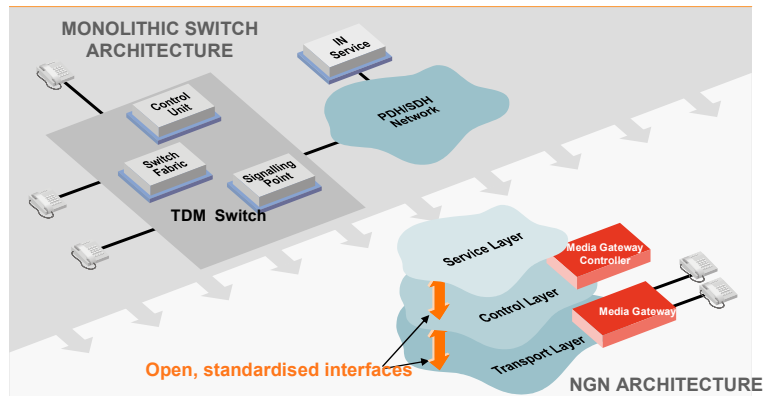 MONOLITHIC SWITCH
ARCHITECTURE
IN
Service
Control
Unit
PDH/SDH
Network
Switch
Fabric
Signalling
Point
TDM Switch
Service Layer
Media Gateway
Controller
Control Layer
Media Gateway
Transport Layer
Open, standardised interfaces
NGN ARCHITECTURE